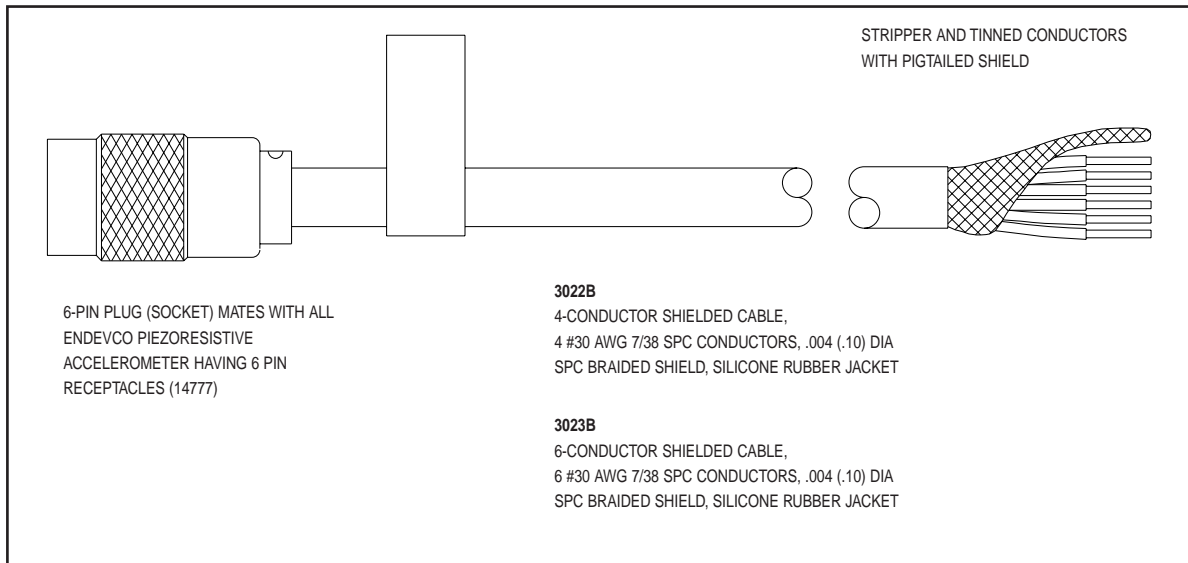 STRIPPER AND TINNED CONDUCTORS
WITH PIGTAILED SHIELD
6-PIN PLUG (SOCKET) MATES WITH ALL
ENDEVCO PIEZORESISTIVE
ACCELEROMETER HAVING 6 PIN
RECEPTACLES (14777)
3022B
4-CONDUCTOR SHIELDED CABLE,
4 #30 AWG 7/38 SPC CONDUCTORS, .004 (.10) DIA
SPC BRAIDED SHIELD, SILICONE RUBBER JACKET
3023B
6-CONDUCTOR SHIELDED CABLE,
6 #30 AWG 7/38 SPC CONDUCTORS, .004 (.10) DIA
SPC BRAIDED SHIELD, SILICONE RUBBER JACKET